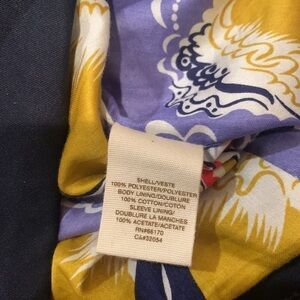 SHELL/VESTE
100% POLYESTER/POLYESTER
BODY LINING/DOUBLURE
100% COTTON/COTON
SLEEVE LINING/
DOUBLURE LA MANCHES
100% ACETATE/ACETATE
RN#66170
CA#32054